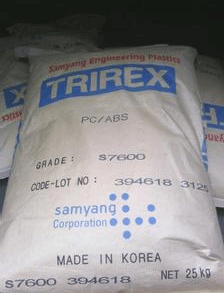 Samyang Engineering Plastics
TRIREX
PC/ABS
GRADE : S7600
CODE-LOT NO : 394618 3125
samyang
Corporation
MADE IN KOREA
NET 25 kg
S7600 394618